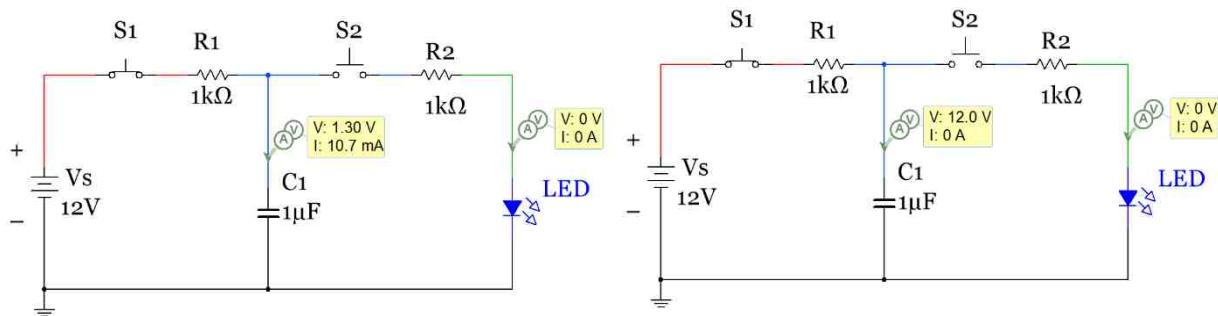 S1
R1
1kΩ
S2
R2
1kΩ
V: 1.30 V
I: 10.7 mA
V: 0 V
I: 0 A
+
Vs
12V
−
C1
1µF
LED
A V
A V
S1
R1
1kΩ
S2
R2
1kΩ
V: 12.0 V
I: 0 A
V: 0 V
I: 0 A
+
Vs
12V
−
C1
1µF
LED
A V
A V